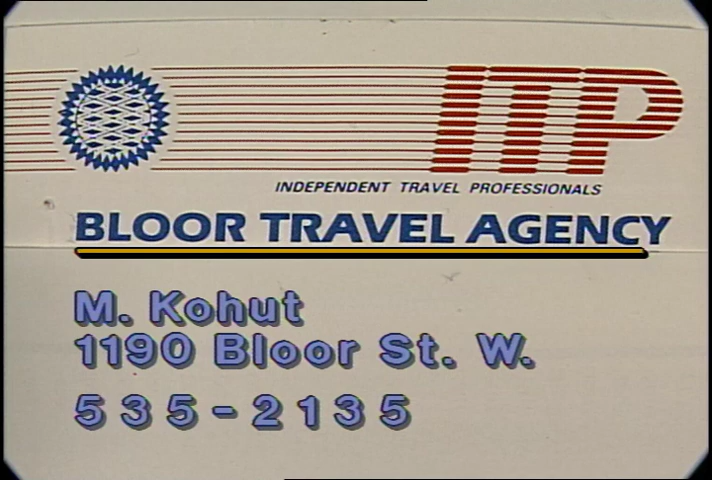 ITP
INDEPENDENT TRAVEL PROFESSIONALS
BLOOR TRAVEL AGENCY
M. Kohut
1190 Bloor St. W.
535-2135